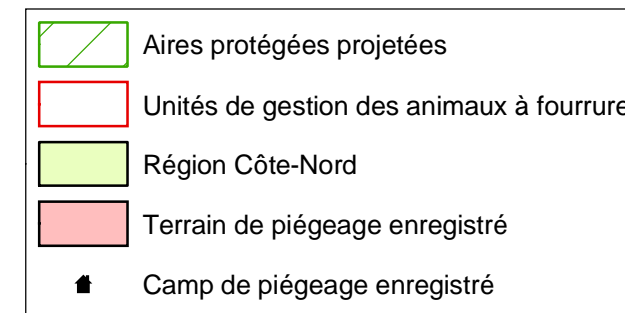 Aires protégées projetées
Unités de gestion des animaux à fourrure
Région Côte-Nord
Terrain de piégeage enregistré
Camp de piégeage enregistré